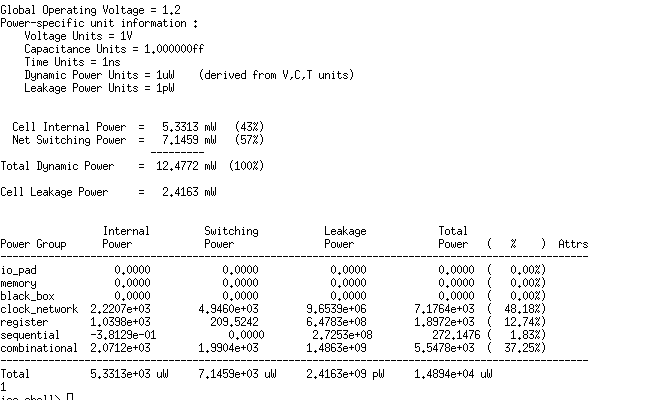 Global Operating Voltage = 1.2
Power-specific unit information :
Voltage Units = 1V
Capacitance Units = 1.000000ff
Time Units = 1ns
Dynamic Power Units = 1uW (derived from V,C,T units)
Leakage Power Units = 1pW
Cell Internal Power = 5.3313 mW (43%)
Net Switching Power = 7.1459 mW (57%)
---------
Total Dynamic Power = 12.4772 mW (100%)
Cell Leakage Power = 2.4163 mW
Internal Switching Leakage Total
Power Group Power Power Power Power ( % ) Attrs
--------------------------------------------------------------------------------
io_pad 0.0000 0.0000 0.0000 0.0000 ( 0.00%)
memory 0.0000 0.0000 0.0000 0.0000 ( 0.00%)
black_box 0.0000 0.0000 0.0000 0.0000 ( 0.00%)
clock_network 2.2207e+03 4.9460e+03 9.6539e+06 7.1764e+03 ( 48.18%)
register 1.0398e+03 209.5242 6.4783e+08 1.8972e+03 ( 12.74%)
sequential -3.8129e-01 0.0000 2.7253e+08 272.1476 ( 1.83%)
combinational 2.0712e+03 1.9904e+03 1.4863e+09 5.5478e+03 ( 37.25%)
--------------------------------------------------------------------------------
Total 5.3313e+03 uW 7.1459e+03 uW 2.4163e+09 pW 1.4894e+04 uW
1